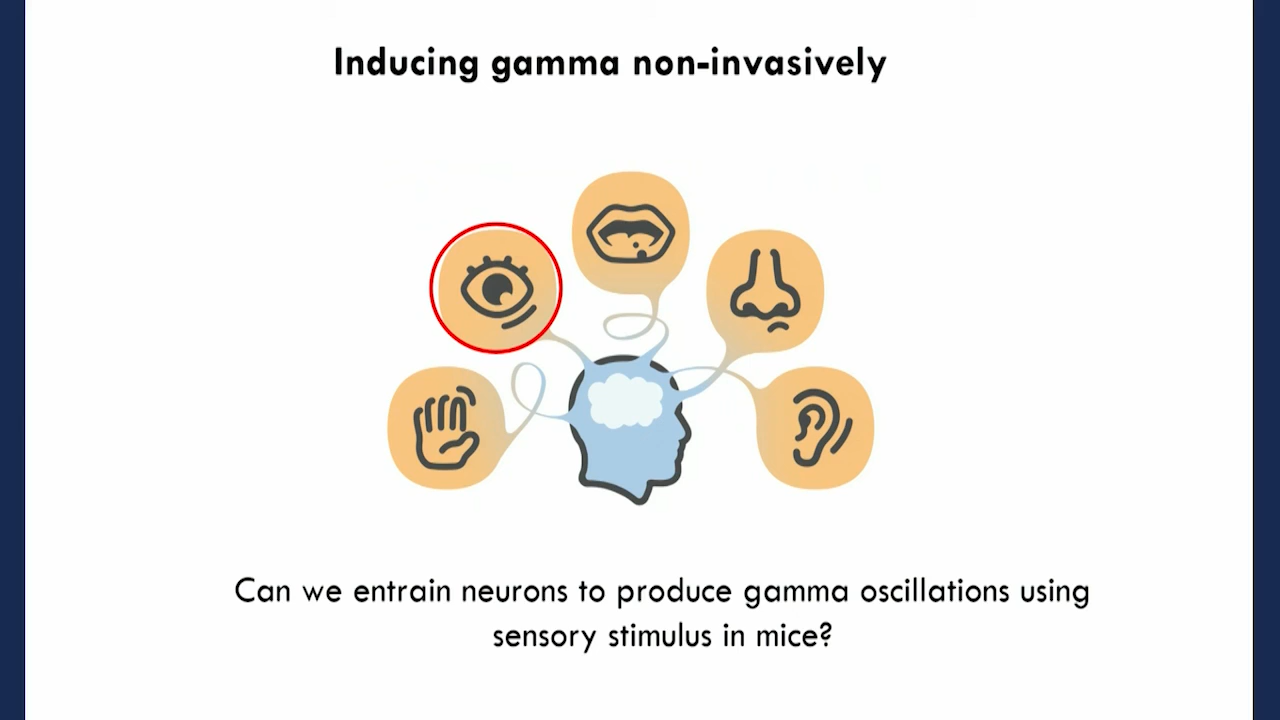 Inducing gamma non-invasively
Can we entrain neurons to produce gamma oscillations using
sensory stimulus in mice?